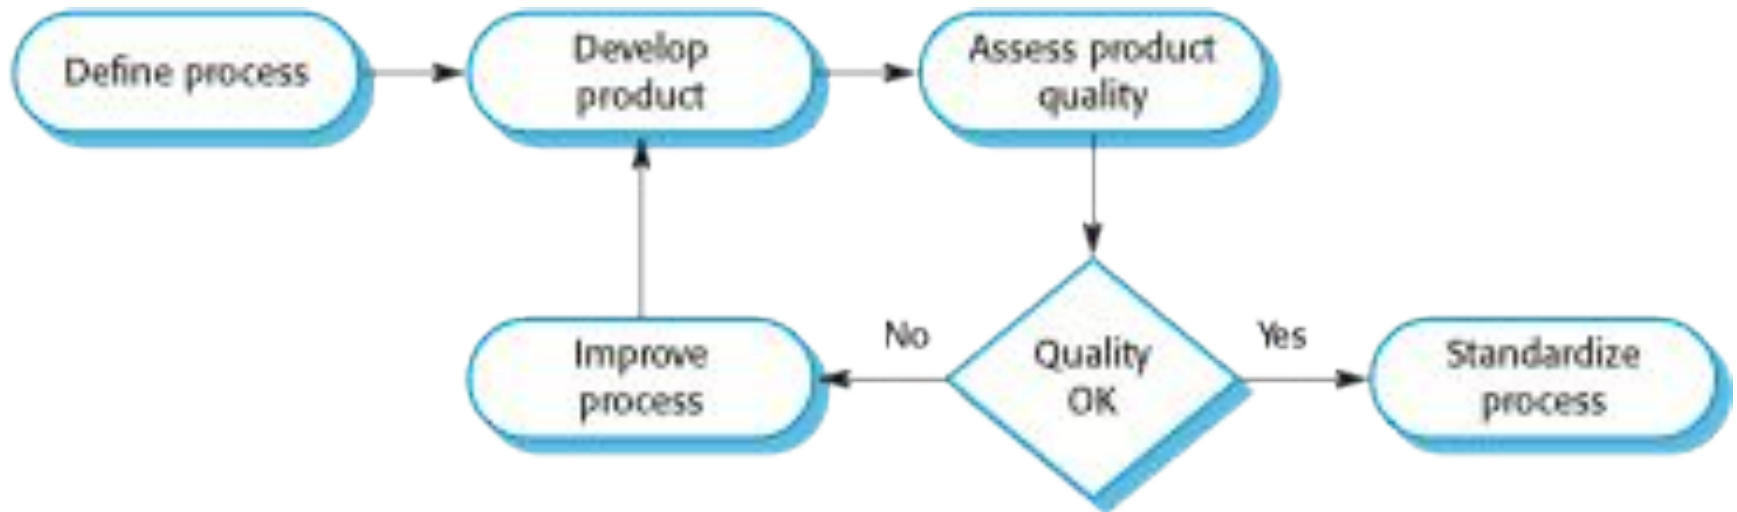 Define process
Develop
product
Assess product
quality
Quality
OK
No
Yes
Improve
process
Standardize
process